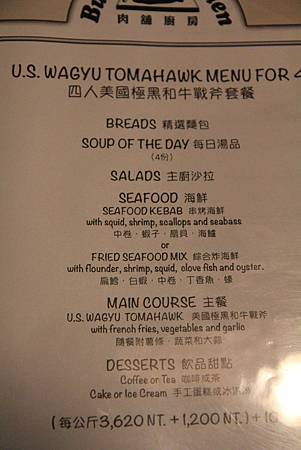 肉舖廚房
U.S. WAGYU TOMAHAWK MENU FOR 4
四人美國極黑和牛戰斧套餐
BREADS 精選麵包
SOUP OF THE DAY 每日湯品
(4份)
SALADS 主廚沙拉
SEAFOOD 海鮮
SEAFOOD KEBAB 串烤海鮮
with squid, shrimp, scallops and seabass
中卷，蝦子，扇貝，海鱸
or
FRIED SEAFOOD MIX 綜合炸海鮮
with flounder, shrimp, squid, clove fish and oyster.
扁鱈，白蝦，中卷，丁香魚，蠔
MAIN COURSE 主餐
U.S. WAGYU TOMAHAWK 美國極黑和牛戰斧
with french fries, vegetables and garlic
隨餐附薯條，蔬菜和大蒜
DESSERTS 飲品甜點
Coffee or Tea 咖啡或茶
Cake or Ice Cream 手工蛋糕或冰淇淋
(每公斤3,620 NT. + 1,200 NT.) + 10